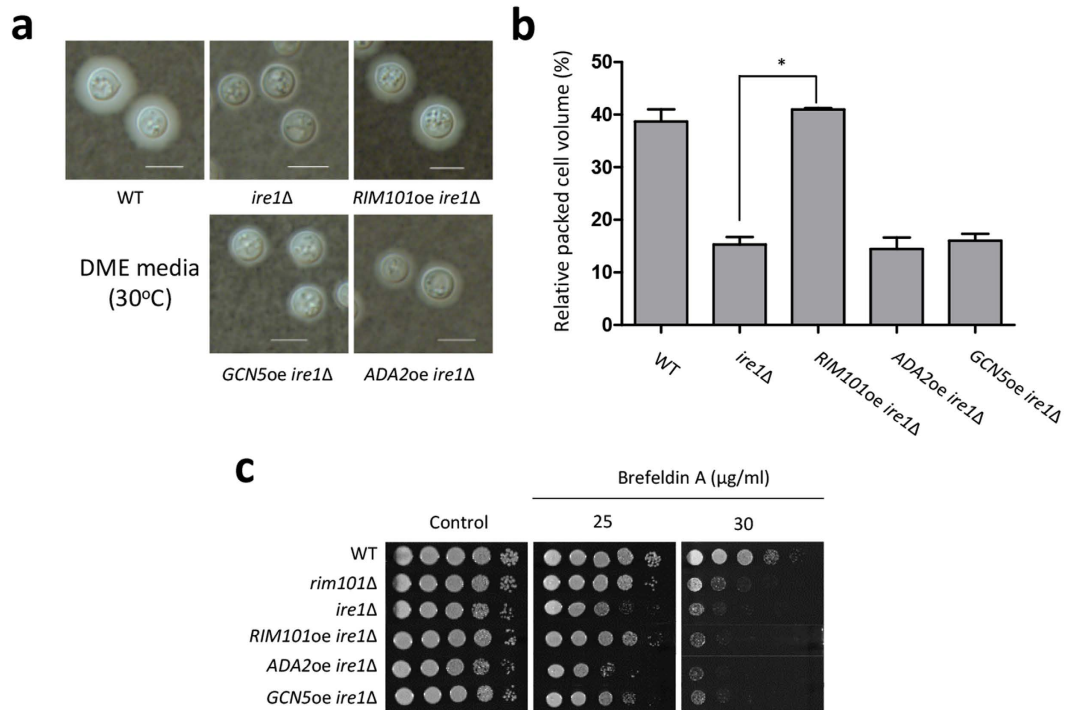 a
WT
ire1Δ
RIM101oe ire1Δ
DME media
(30°C)
GCN5oe ire1Δ
ADA2oe ire1Δ
b
Relative packed cell volume (%)
50
40
30
20
10
0
*
WT
ire1Δ
RIM101oe ire1Δ
ADA2oe ire1Δ
GCN5oe ire1Δ
c
Brefeldin A (μg/ml)
Control
25
30
WT
rim101Δ
ire1Δ
RIM101oe ire1Δ
ADA2oe ire1Δ
GCN5oe ire1Δ